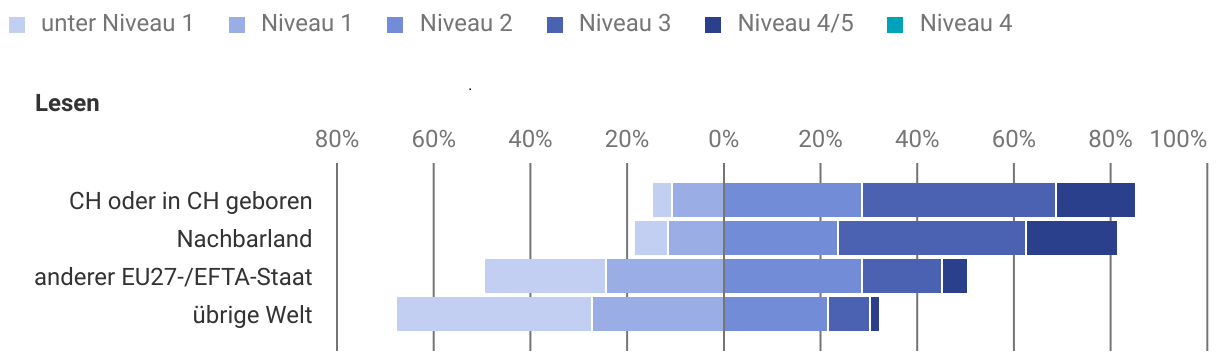 unter Niveau 1 Niveau 1 Niveau 2 Niveau 3 Niveau 4/5 Niveau 4
Lesen
80% 60% 40% 20% 0% 20% 40% 60% 80% 100%
CH oder in CH geboren
Nachbarland
anderer EU27-/EFTA-Staat
übrige Welt